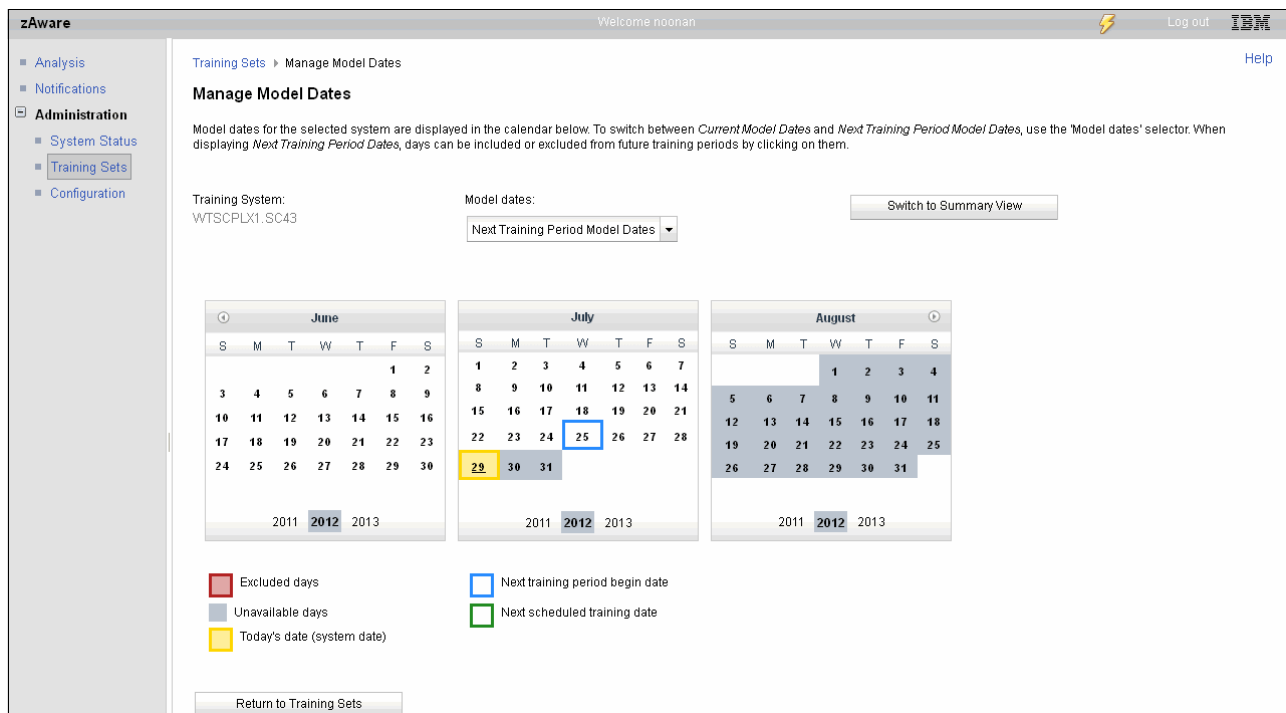 zAware Welcome noonan Log out IBM
Analysis
Notifications
Administration
System Status
Training Sets
Configuration
Training Sets Manage Model Dates Help
Manage Model Dates
Model dates for the selected system are displayed in the calendar below. To switch between Current Model Dates and Next Training Period Model Dates, use the 'Model dates' selector. When
displaying Next Training Period Dates, days can be included or excluded from future training periods by clicking on them.
Training System:
WTSCPLX1.SC43
Model dates:
Next Training Period Model Dates
Switch to Summary View
June
S M T W T F S
1 2
3 4 5 6 7 8 9
10 11 12 13 14 15 16
17 18 19 20 21 22 23
24 25 26 27 28 29 30
2011 2012 2013
July
S M T W T F S
1 2 3 4 5 6 7
8 9 10 11 12 13 14
15 16 17 18 19 20 21
22 23 24 25 26 27 28
29 30 31
2011 2012 2013
August
S M T W T F S
1 2 3 4
5 6 7 8 9 10 11
12 13 14 15 16 17 18
19 20 21 22 23 24 25
26 27 28 29 30 31
2011 2012 2013
Excluded days
Unavailable days
Today's date (system date)
Next training period begin date
Next scheduled training date
Return to Training Sets